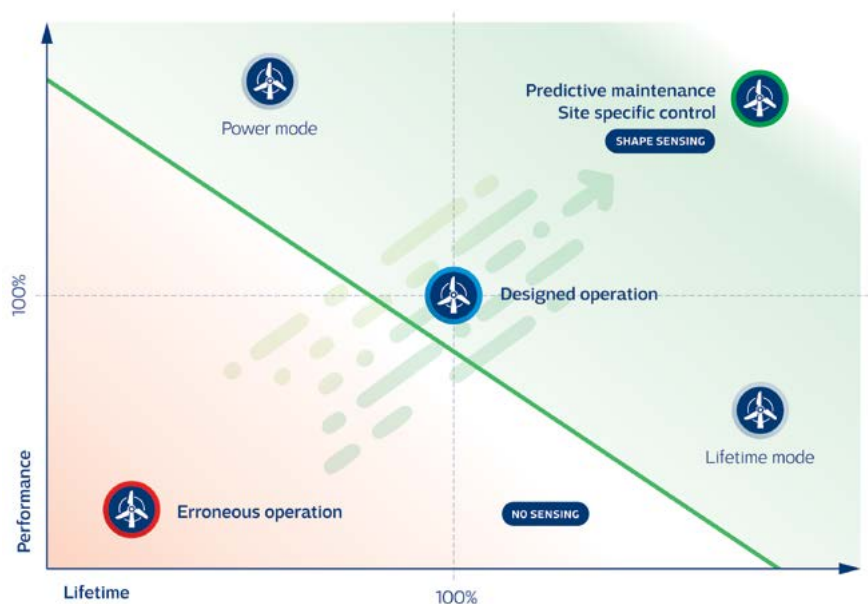 Power mode
Predictive maintenance
Site specific control
SHAPE SENSING
100%
Designed operation
Lifetime mode
Performance
Erroneous operation
NO SENSING
Lifetime
100%